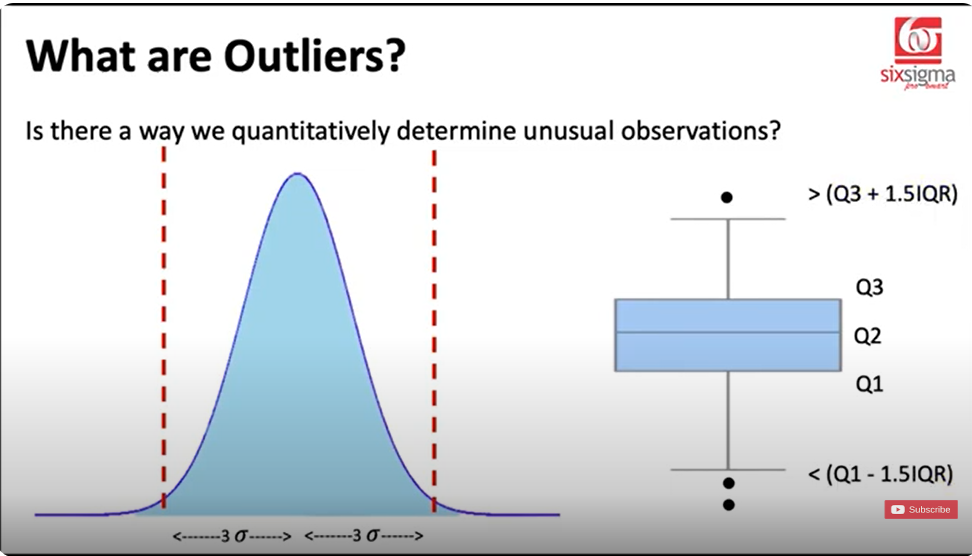 What are Outliers?
6σ
sixsigma
pro smart
Is there a way we quantitatively determine unusual observations?
> (Q3 + 1.5IQR)
Q3
Q2
Q1
< (Q1 - 1.5IQR)
Subscribe
<-------3 σ------> <-------3 σ------>